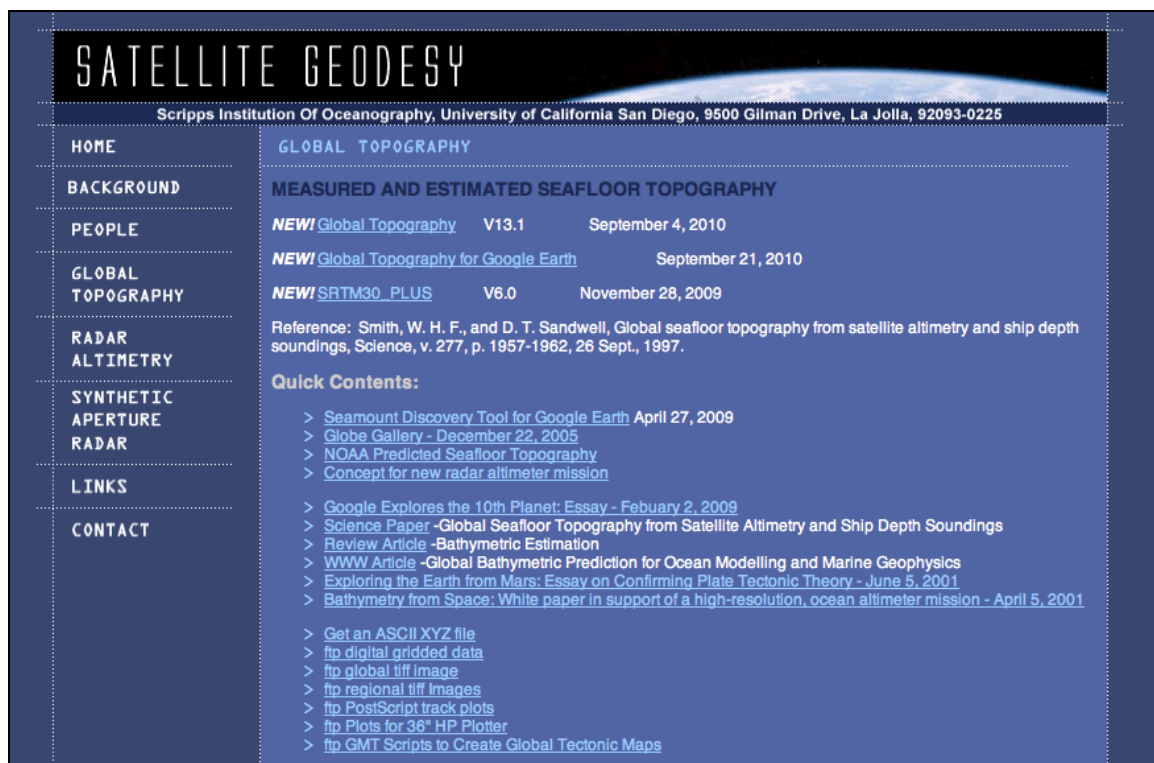 SATELLITE GEODESY
Scripps Institution Of Oceanography, University of California San Diego, 9500 Gilman Drive, La Jolla, 92093-0225
HOME
BACKGROUND
PEOPLE
GLOBAL
TOPOGRAPHY
RADAR
ALTIMETRY
SYNTHETIC
APERTURE
RADAR
LINKS
CONTACT
GLOBAL TOPOGRAPHY
MEASURED AND ESTIMATED SEAFLOOR TOPOGRAPHY
NEW! Global Topography V13.1 September 4, 2010
NEW! Global Topography for Google Earth September 21, 2010
NEW! SRTM30_PLUS V6.0 November 28, 2009
Reference: Smith, W. H. F., and D. T. Sandwell, Global seafloor topography from satellite altimetry and ship depth
soundings, Science, v. 277, p. 1957-1962, 26 Sept., 1997.
Quick Contents:
> Seamount Discovery Tool for Google Earth April 27, 2009
> Globe Gallery - December 22, 2005
> NOAA Predicted Seafloor Topography
> Concept for new radar altimeter mission
> Google Explores the 10th Planet: Essay - Febuary 2, 2009
> Science Paper -Global Seafloor Topography from Satellite Altimetry and Ship Depth Soundings
> Review Article -Bathymetric Estimation
> WWW Article -Global Bathymetric Prediction for Ocean Modelling and Marine Geophysics
> Exploring the Earth from Mars: Essay on Confirming Plate Tectonic Theory - June 5, 2001
> Bathymetry from Space: White paper in support of a high-resolution, ocean altimeter mission - April 5, 2001
> Get an ASCII XYZ file
> ftp digital gridded data
> ftp global tiff image
> ftp regional tiff Images
> ftp PostScript track plots
> ftp Plots for 36" HP Plotter
> ftp GMT Scripts to Create Global Tectonic Maps